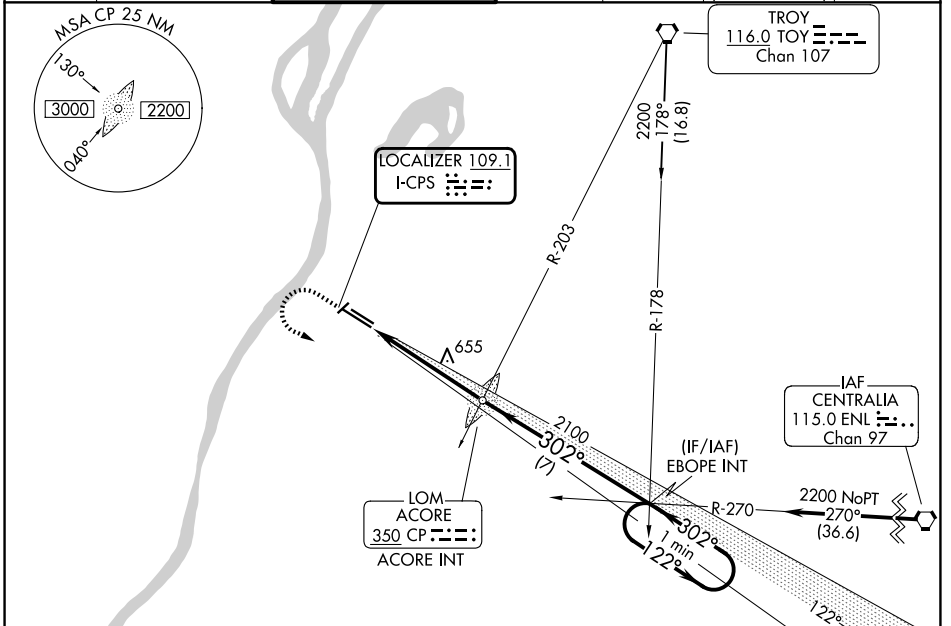 MSA CP 25 NM
130°
3000
2200
040°
TROY
116.0 TOY
Chan 107
2200
178°
(16.8)
LOCALIZER 109.1
I-CPS
R-203
R-178
655
IAF
CENTRALIA
115.0 ENL
Chan 97
2100
302°
(7)
(IF/IAF)
EBOPE INT
2200 NoPT
270°
(36.6)
R-270
LOM
ACORE
350 CP
ACORE INT
302°
1 min
122°
122°